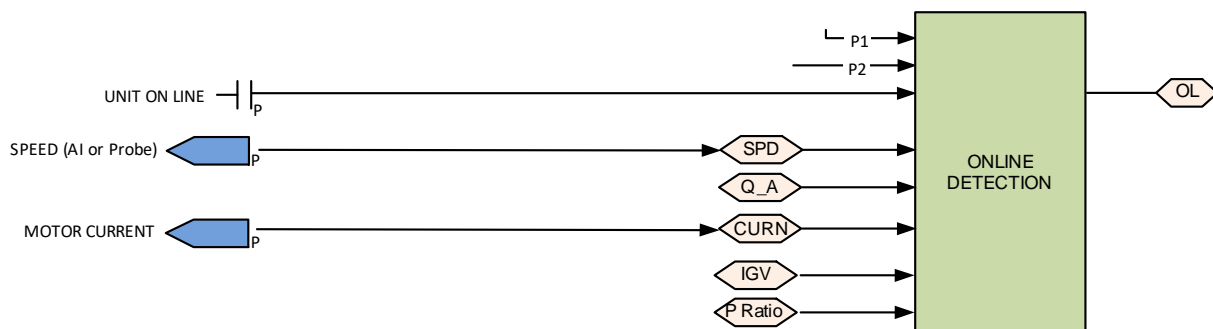 P1
P2
UNIT ON LINE
P
OL
SPEED (AI or Probe)
P
SPD
ONLINE
DETECTION
Q_A
MOTOR CURRENT
P
CURN
IGV
P Ratio